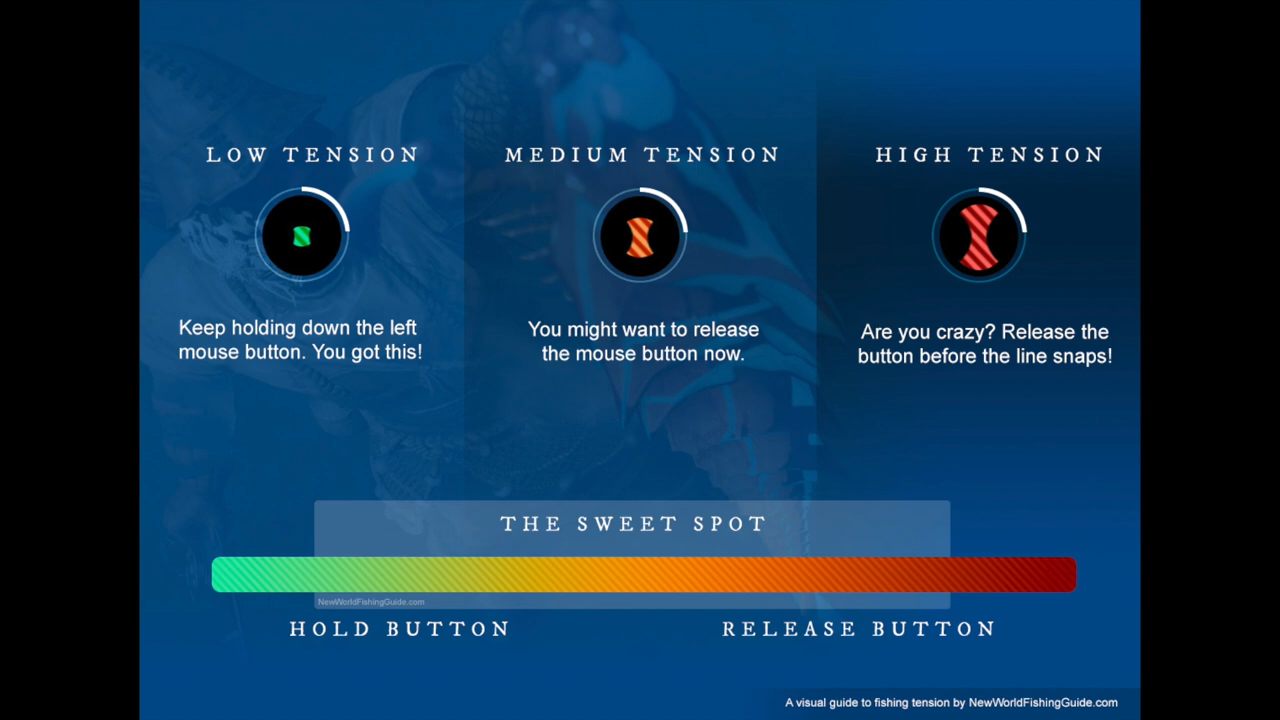 LOW TENSION
MEDIUM TENSION
HIGH TENSION
Keep holding down the left
mouse button. You got this!
You might want to release
the mouse button now.
Are you crazy? Release the
button before the line snaps!
THE SWEET SPOT
NewWorldFishingGuide.com
HOLD BUTTON
RELEASE BUTTON
A visual guide to fishing tension by NewWorldFishingGuide.com